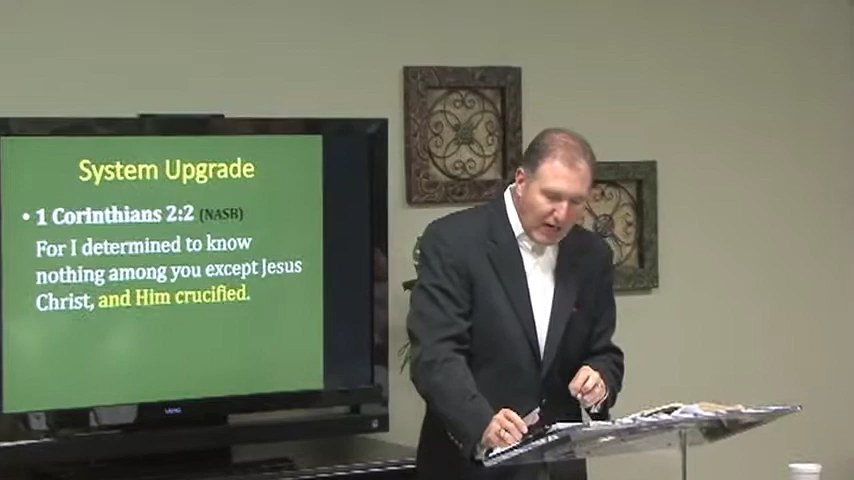 System Upgrade
• 1 Corinthians 2:2 (NASB)
For I determined to know
nothing among you except Jesus
Christ, and Him crucified.
VIZIO